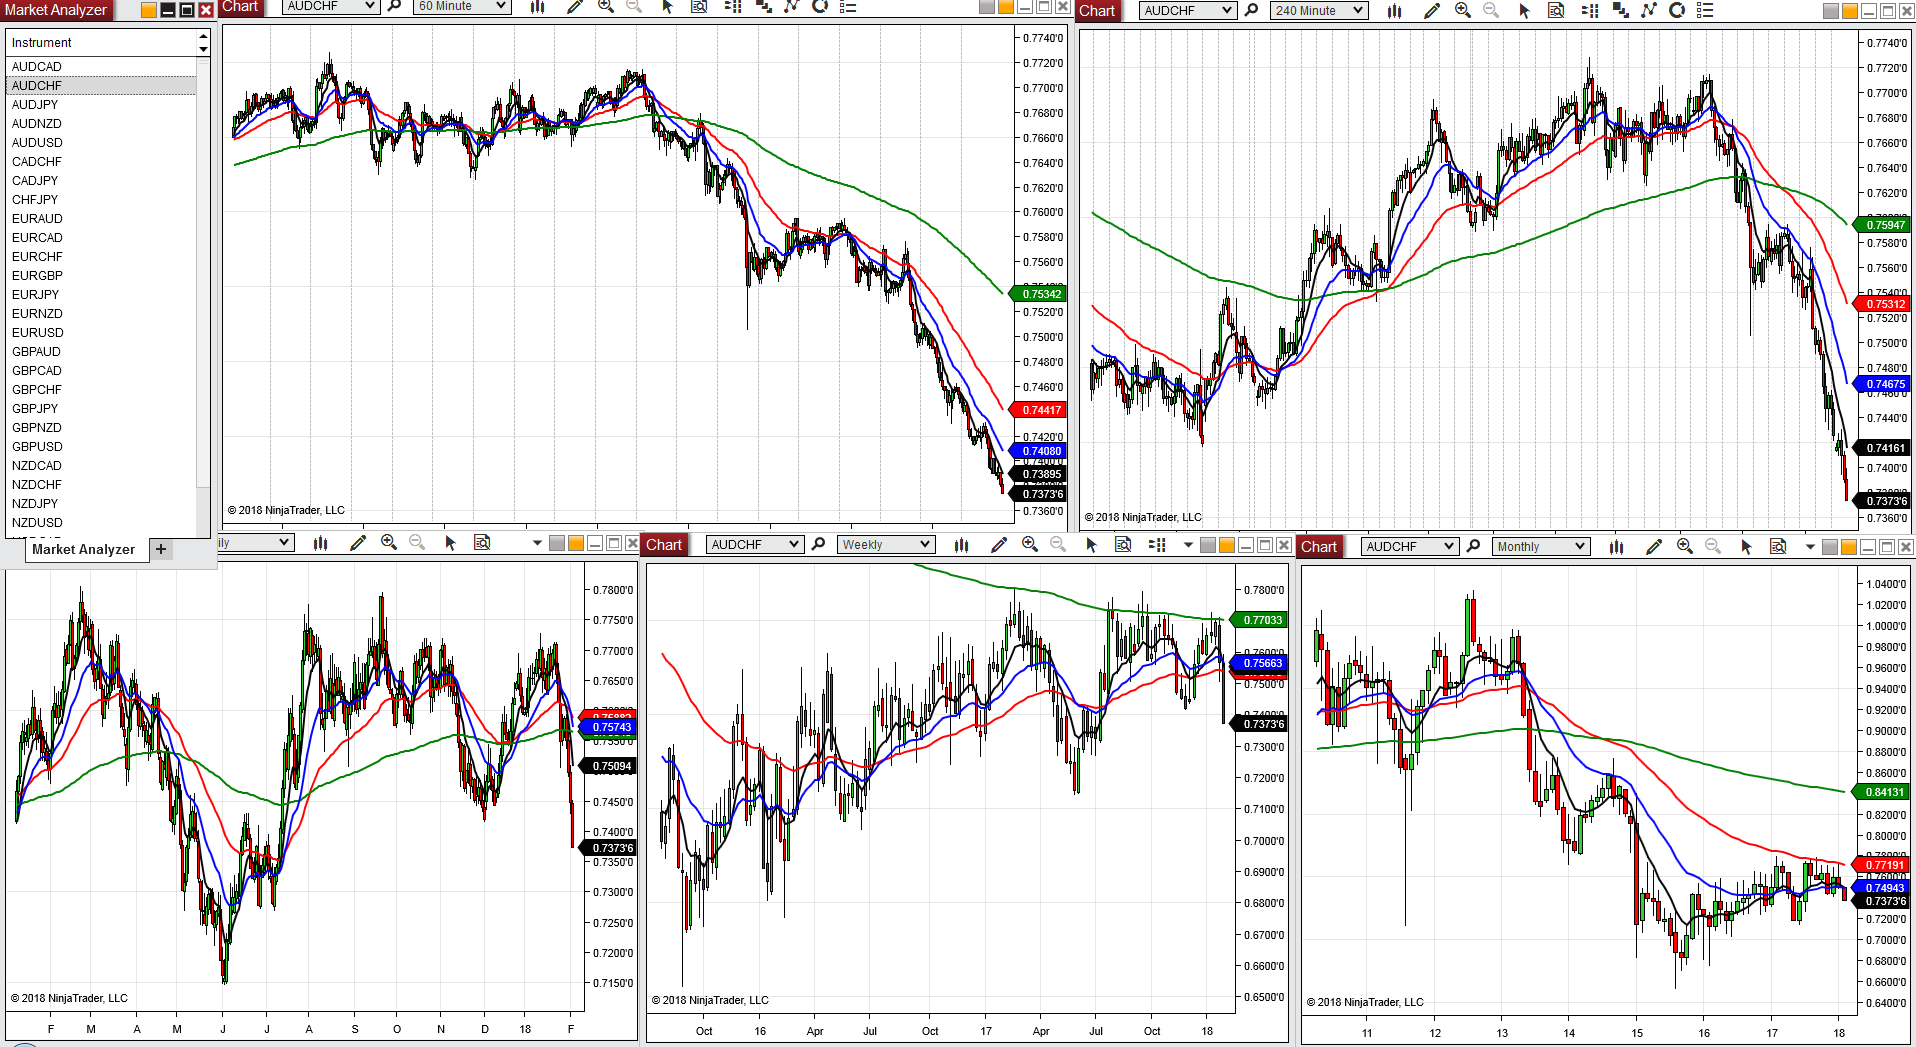 Market Analyzer
Instrument
AUDCAD
AUDCHF
AUDJPY
AUDNZD
AUDUSD
CADCHF
CADJPY
CHFJPY
EURAUD
EURCAD
EURCHF
EURGBP
EURJPY
EURNZD
EURUSD
GBPAUD
GBPCAD
GBPCHF
GBPJPY
GBPNZD
GBPUSD
NZDCAD
NZDCHF
NZDJPY
NZDUSD
Market Analyzer +
Chart AUDCHF 60 Minute
0.7740'0
0.7720'0
0.7700'0
0.7680'0
0.7660'0
0.7640'0
0.7620'0
0.7600'0
0.7580'0
0.7560'0
0.75342
0.7520'0
0.7500'0
0.7480'0
0.7460'0
0.74417
0.7420'0
0.74080
0.73895
0.7373'6
0.7360'0
© 2018 NinjaTrader, LLC
Chart AUDCHF 240 Minute
0.7740'0
0.7720'0
0.7700'0
0.7680'0
0.7660'0
0.7640'0
0.7620'0
0.75947
0.7580'0
0.7560'0
0.7540'0
0.75312
0.7520'0
0.7500'0
0.7480'0
0.74675
0.7460'0
0.7440'0
0.74161
0.7400'0
0.7373'6
0.7360'0
© 2018 NinjaTrader, LLC
ily
0.7800'0
0.7750'0
0.7700'0
0.7650'0
0.75743
0.75094
0.7450'0
0.7400'0
0.7373'6
0.7350'0
0.7300'0
0.7250'0
0.7200'0
0.7150'0
© 2018 NinjaTrader, LLC
F M A M J J A S O N D 18 F
Chart AUDCHF Weekly
0.7800'0
0.77033
0.7600'0
0.75663
0.7500'0
0.7373'6
0.7300'0
0.7200'0
0.7100'0
0.7000'0
0.6900'0
0.6800'0
0.6700'0
0.6600'0
0.6500'0
© 2018 NinjaTrader, LLC
Oct 16 Apr Jul Oct 17 Apr Jul Oct 18
Chart AUDCHF Monthly
1.0400'0
1.0200'0
1.0000'0
0.9800'0
0.9600'0
0.9400'0
0.9200'0
0.9000'0
0.8800'0
0.8600'0
0.84131
0.8200'0
0.8000'0
0.77191
0.7600'0
0.74943
0.7373'6
0.7200'0
0.7000'0
0.6800'0
0.6600'0
0.6400'0
© 2018 NinjaTrader, LLC
11 12 13 14 15 16 17 18